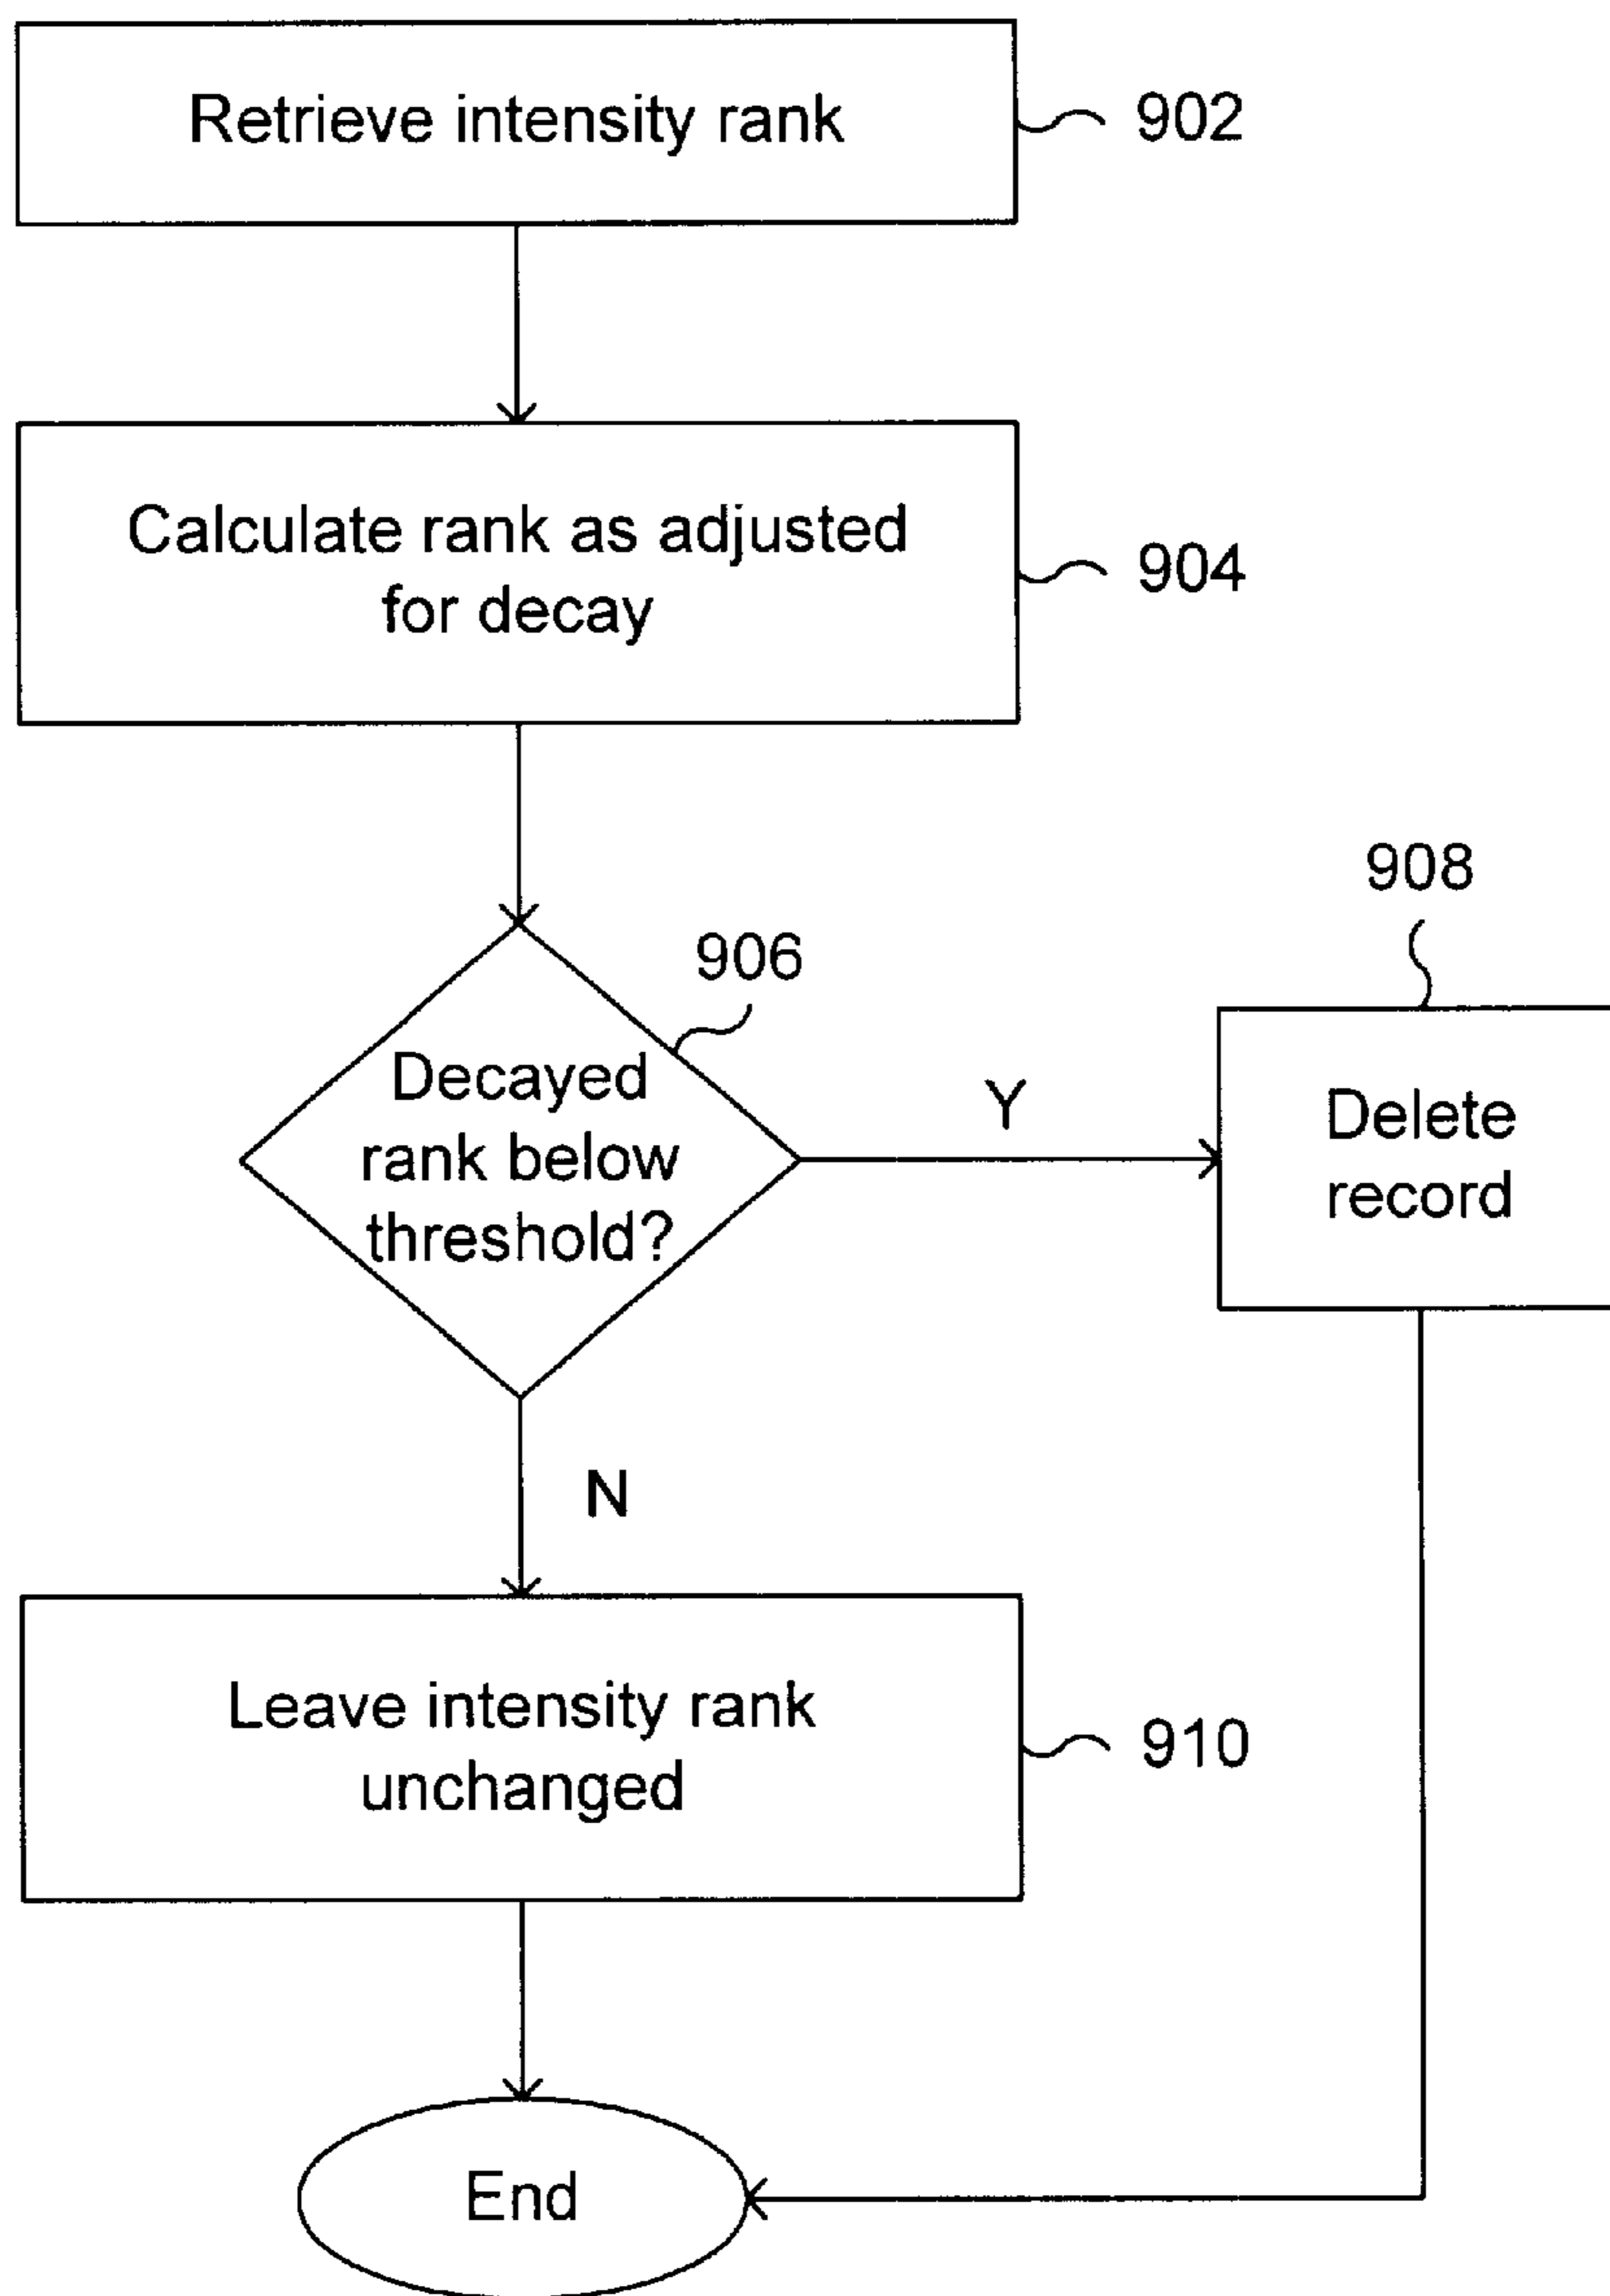 Retrieve intensity rank
902
Calculate rank as adjusted
for decay
904
906
Decayed
rank below
threshold?
Y
908
Delete
record
N
Leave intensity rank
unchanged
910
End